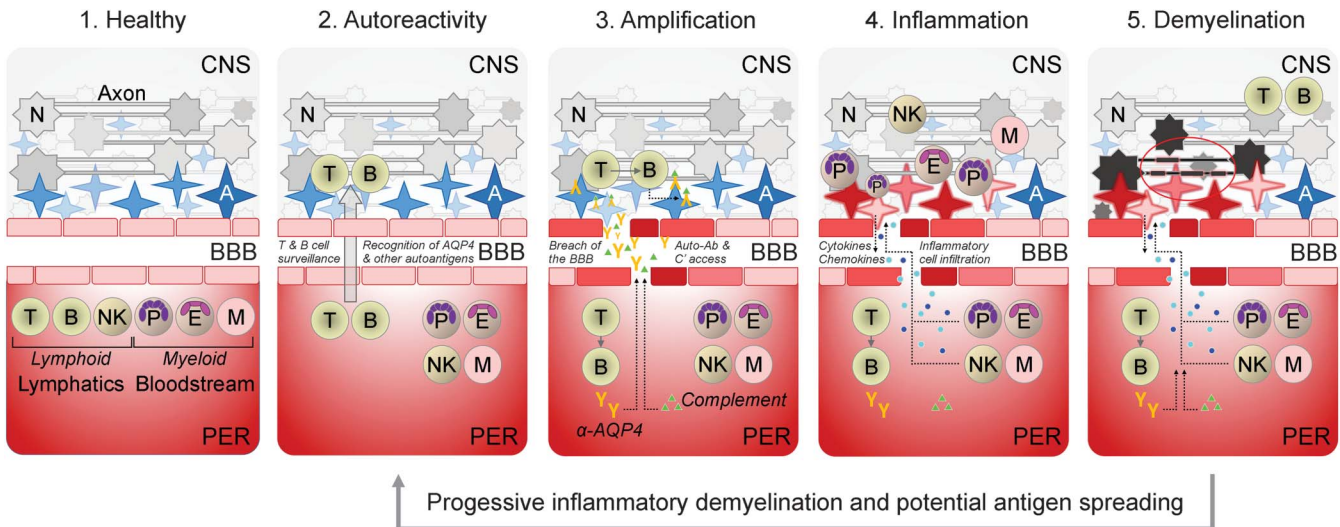 1. Healthy
2. Autoreactivity
3. Amplification
4. Inflammation
5. Demyelination
CNS
Axon
N
A
BBB
T B NK P E M
Lymphoid Myeloid
Lymphatics Bloodstream
PER
CNS
N
T B
A
T & B cell
surveillance
Recognition of AQP4
& other autoantigens
BBB
T B
P E
NK M
PER
CNS
N
T B
A
Breach of
the BBB
Auto-Ab &
C' access
BBB
T
B
P E
NK M
Y Y
Complement
α-AQP4
PER
CNS
N
NK
M
P P E P
A
Cytokines
Chemokines
Inflammatory
cell infiltration
BBB
T
B
P E
NK M
Y Y
PER
CNS
T B
N
A
BBB
T
B
P E
NK M
Y Y
PER
Progessive inflammatory demyelination and potential antigen spreading